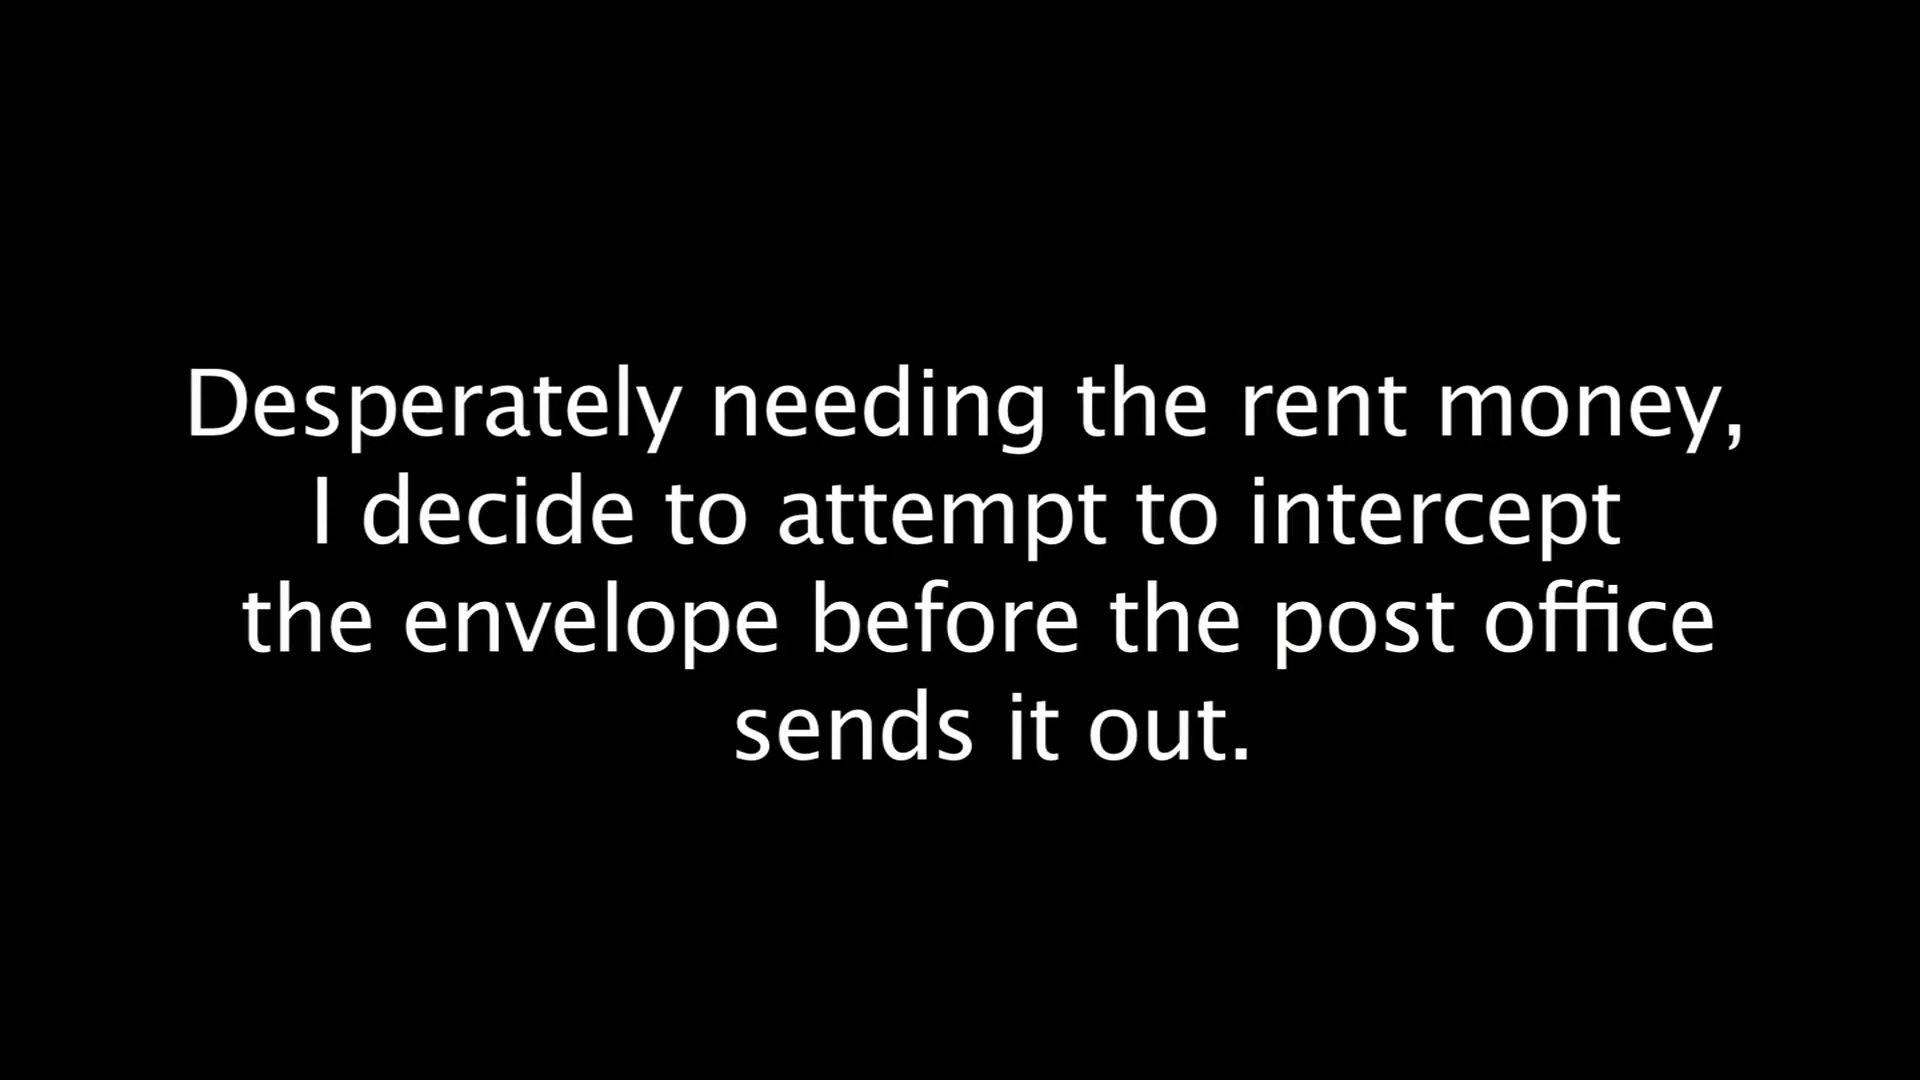 Desperately needing the rent money,
I decide to attempt to intercept
the envelope before the post office
sends it out.